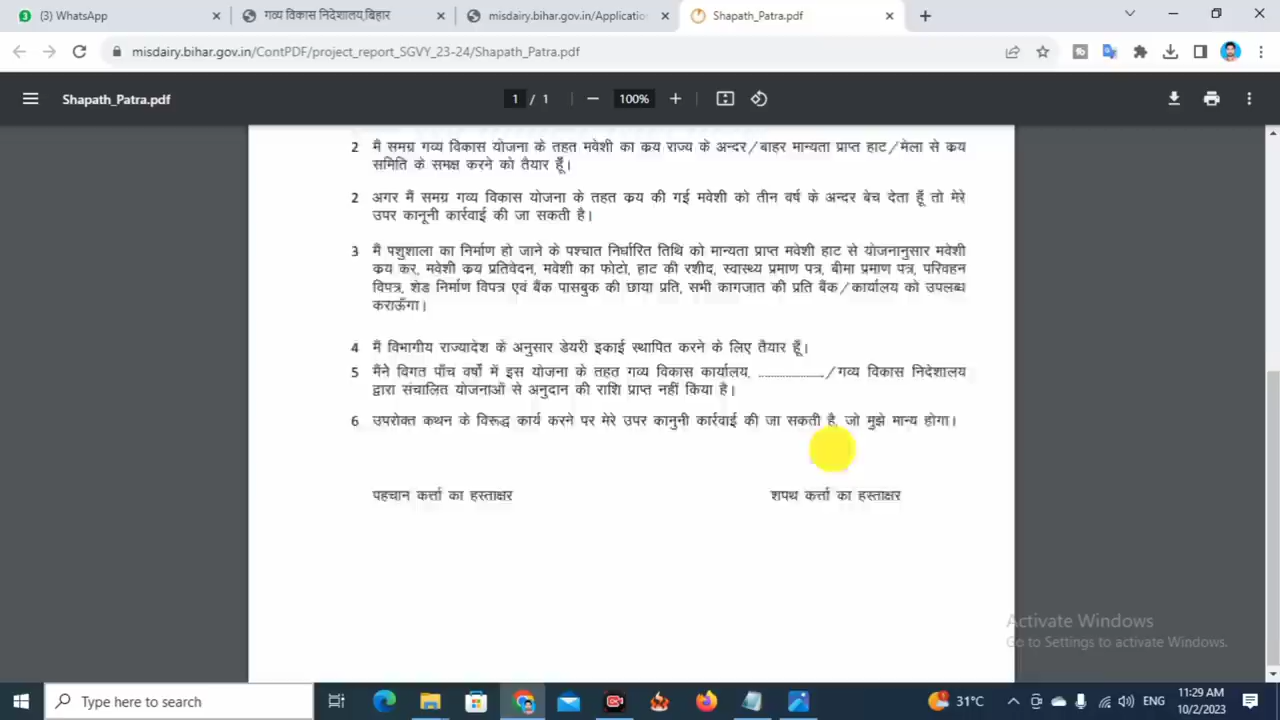 (3) WhatsApp
गव्य विकास निदेशालय,बिहार
misdairy.bihar.gov.in/Application
Shapath_Patra.pdf
misdairy.bihar.gov.in/ContPDF/project_report_SGVY_23-24/Shapath_Patra.pdf
Shapath_Patra.pdf
1 / 1
100%
2 मैं समग्र गव्य विकास योजना के तहत मवेशी का क्रय राज्य के अन्दर/बाहर मान्यता प्राप्त हाट/मेला से क्रय
समिति के समक्ष करने को तैयार हूँ।
2 अगर मैं समग्र गव्य विकास योजना के तहत क्रय की गई मवेशी को तीन वर्ष के अन्दर बेच देता हूँ तो मेरे
उपर कानूनी कार्रवाई की जा सकती है।
3 मैं पशुशाला का निर्माण हो जाने के पश्चात निर्धारित तिथि को मान्यता प्राप्त मवेशी हाट से योजनानुसार मवेशी
क्रय कर, मवेशी क्रय प्रतिवेदन, मवेशी का फोटो, हाट की रशीद, स्वास्थ्य प्रमाण पत्र, बीमा प्रमाण पत्र, परिवहन
विपत्र, शेड निर्माण विपत्र एवं बैंक पासबुक की छाया प्रति, सभी कागजात की प्रति बैंक/कार्यालय को उपलब्ध
कराऊँगा।
4 मैं विभागीय राज्यादेश के अनुसार डेयरी इकाई स्थापित करने के लिए तैयार हूँ।
5 मैंने विगत पाँच वर्षों में इस योजना के तहत गव्य विकास कार्यालय, ..................../गव्य विकास निदेशालय
द्वारा संचालित योजनाओं से अनुदान की राशि प्राप्त नहीं किया है।
6 उपरोक्त कथन के विरूद्ध कार्य करने पर मेरे उपर कानुनी कार्रवाई की जा सकती है, जो मुझे मान्य होगा।
पहचान कर्त्ता का हस्ताक्षर
शपथ कर्त्ता का हस्ताक्षर
Activate Windows
Go to Settings to activate Windows.
Type here to search
31°C
ENG
11:29 AM
10/2/2023